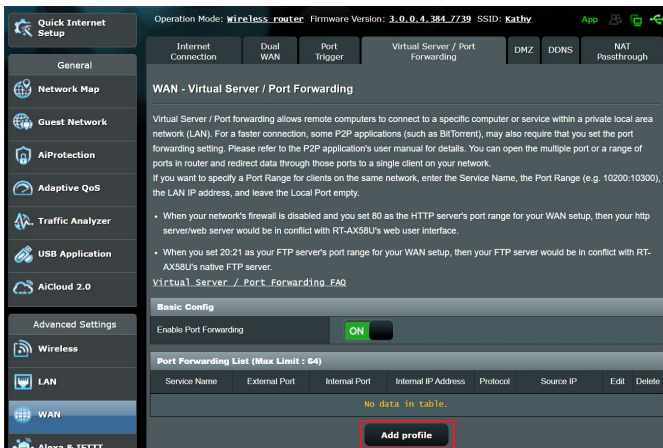 Quick Internet
Setup
Operation Mode: Wireless router Firmware Version: 3.0.0.4.384_7739 SSID: Kathy
App
General
Network Map
Guest Network
AiProtection
Adaptive QoS
Traffic Analyzer
USB Application
AiCloud 2.0
Advanced Settings
Wireless
LAN
WAN
Alexa & IFTTT
Internet
Connection
Dual
WAN
Port
Trigger
Virtual Server / Port
Forwarding
DMZ
DDNS
NAT
Passthrough
WAN - Virtual Server / Port Forwarding
Virtual Server / Port forwarding allows remote computers to connect to a specific computer or service within a private local area
network (LAN). For a faster connection, some P2P applications (such as BitTorrent), may also require that you set the port
forwarding setting. Please refer to the P2P application's user manual for details. You can open the multiple port or a range of
ports in router and redirect data through those ports to a single client on your network.
If you want to specify a Port Range for clients on the same network, enter the Service Name, the Port Range (e.g. 10200:10300),
the LAN IP address, and leave the Local Port empty.
• When your network's firewall is disabled and you set 80 as the HTTP server's port range for your WAN setup, then your http
server/web server would be in conflict with RT-AX58U's web user interface.
• When you set 20:21 as your FTP server's port range for your WAN setup, then your FTP server would be in conflict with RT-
AX58U's native FTP server.
Virtual Server / Port Forwarding FAQ
Basic Config
Enable Port Forwarding
ON
Port Forwarding List (Max Limit : 64)
Service Name External Port Internal Port Internal IP Address Protocol Source IP Edit Delete
No data in table.
Add profile